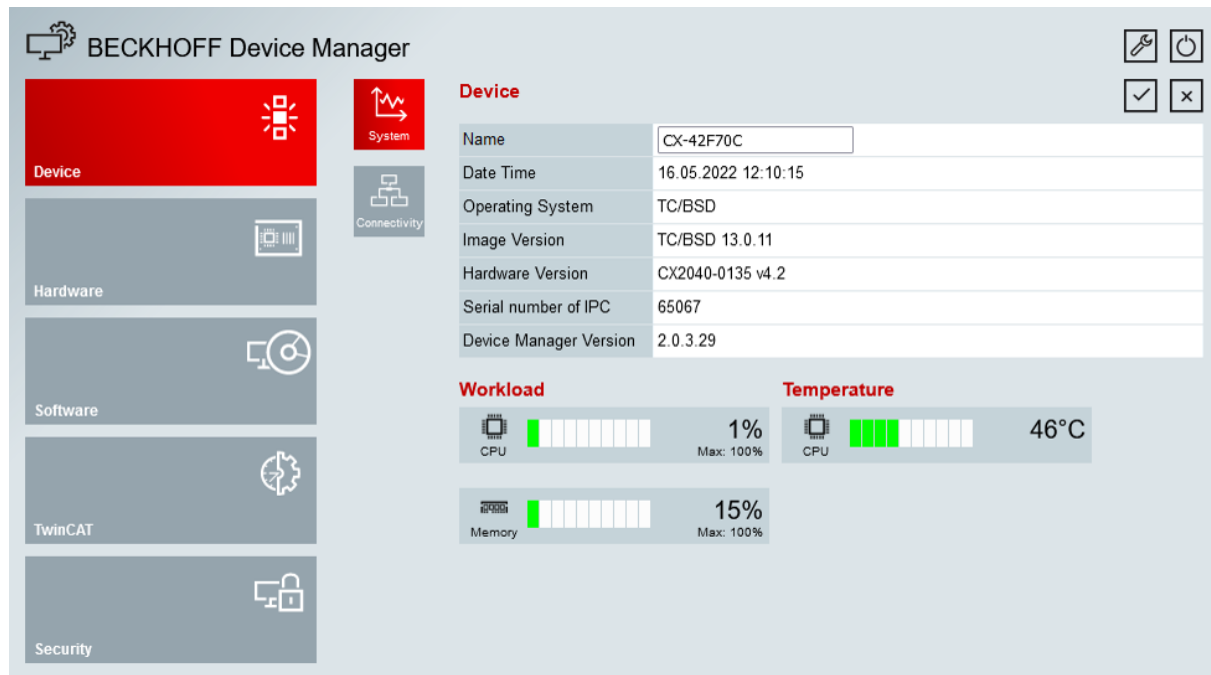 BECKHOFF Device Manager
Device
System
Connectivity
Hardware
Software
TwinCAT
Security
Device
Name CX-42F70C
Date Time 16.05.2022 12:10:15
Operating System TC/BSD
Image Version TC/BSD 13.0.11
Hardware Version CX2040-0135 v4.2
Serial number of IPC 65067
Device Manager Version 2.0.3.29
Workload
CPU 1%
Max: 100%
Memory 15%
Max: 100%
Temperature
CPU 46°C